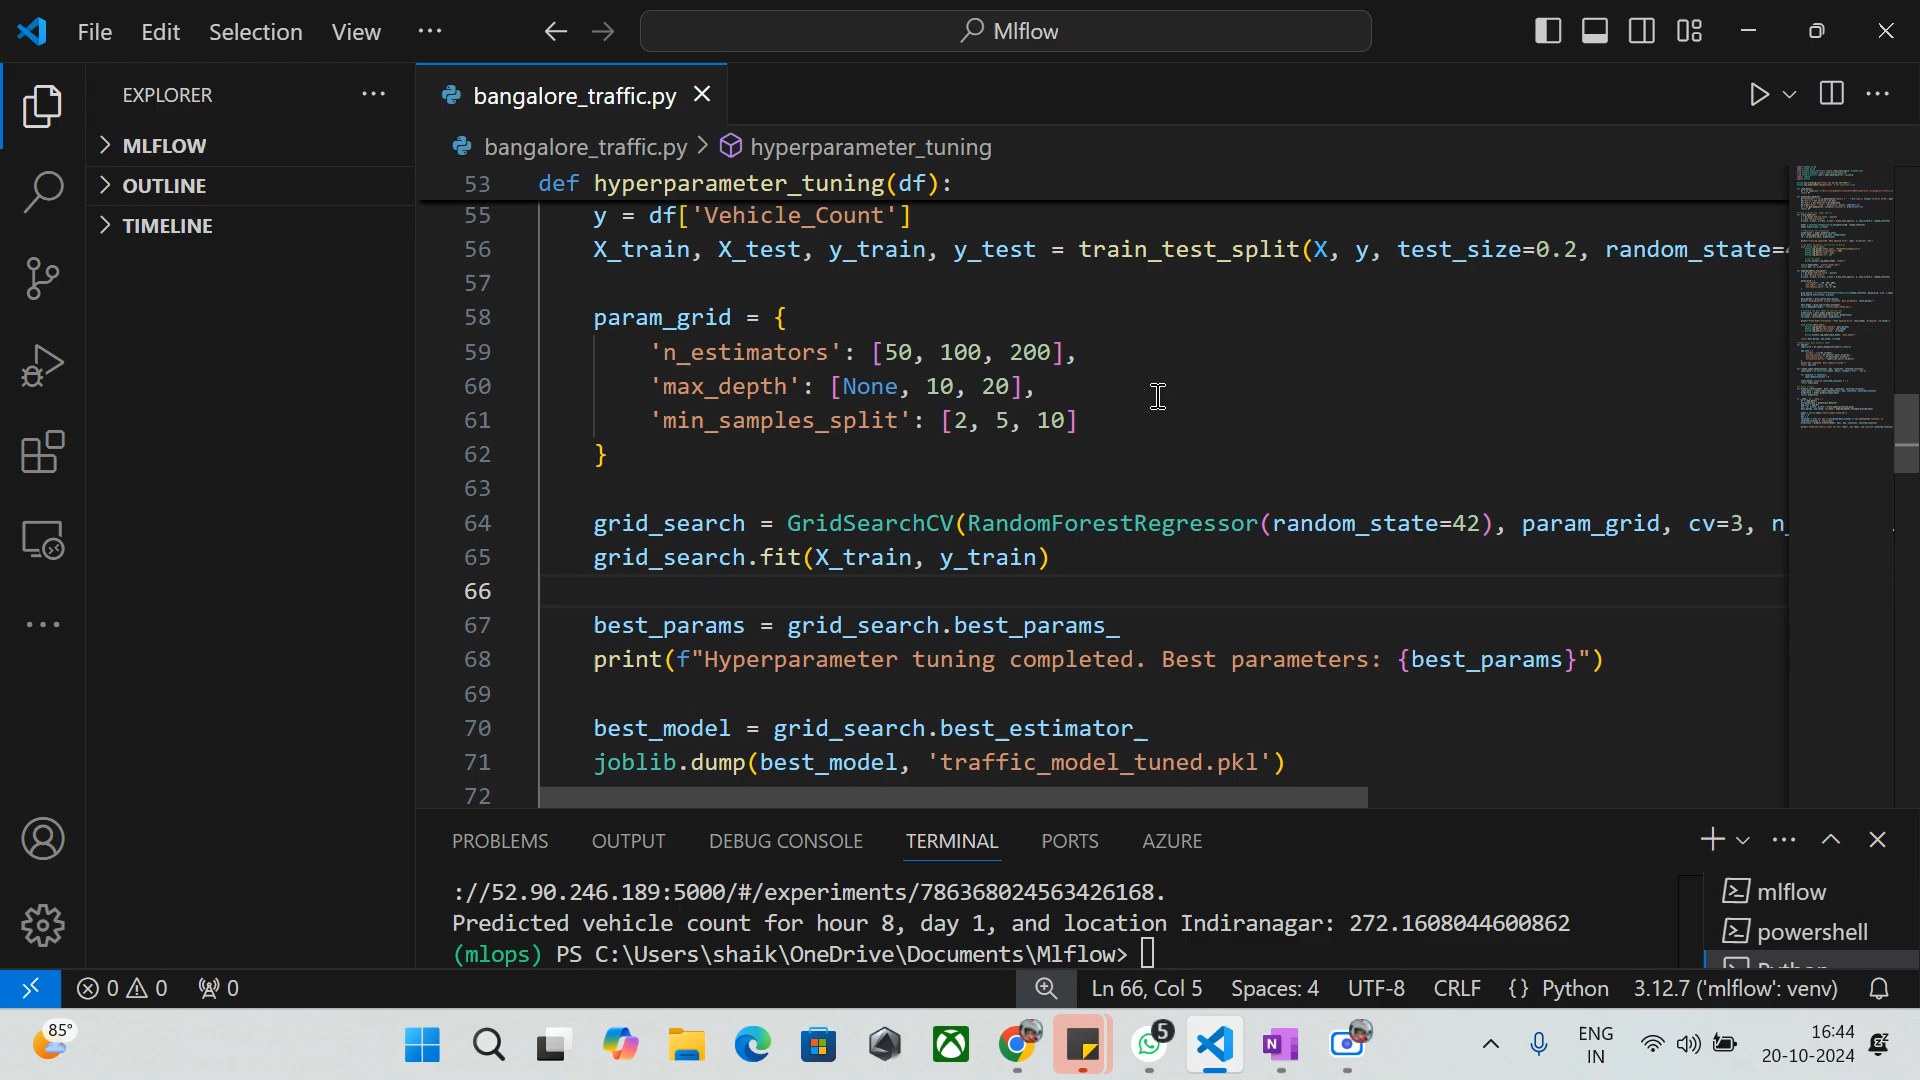 File Edit Selection View ···
Mlflow
EXPLORER
bangalore_traffic.py
MLFLOW
OUTLINE
TIMELINE
bangalore_traffic.py > hyperparameter_tuning
53 def hyperparameter_tuning(df):
55 y = df['Vehicle_Count']
56 X_train, X_test, y_train, y_test = train_test_split(X, y, test_size=0.2, random_state=
57
58 param_grid = {
59 'n_estimators': [50, 100, 200],
60 'max_depth': [None, 10, 20],
61 'min_samples_split': [2, 5, 10]
62 }
63
64 grid_search = GridSearchCV(RandomForestRegressor(random_state=42), param_grid, cv=3, n_
65 grid_search.fit(X_train, y_train)
66
67 best_params = grid_search.best_params_
68 print(f"Hyperparameter tuning completed. Best parameters: {best_params}")
69
70 best_model = grid_search.best_estimator_
71 joblib.dump(best_model, 'traffic_model_tuned.pkl')
72
PROBLEMS OUTPUT DEBUG CONSOLE TERMINAL PORTS AZURE
://52.90.246.189:5000/#/experiments/786368024563426168.
Predicted vehicle count for hour 8, day 1, and location Indiranagar: 272.1608044600862
(mlops) PS C:\Users\shaik\OneDrive\Documents\Mlflow>
mlflow
powershell
Python
0 0 0
Ln 66, Col 5 Spaces: 4 UTF-8 CRLF {} Python 3.12.7 ('mlflow': venv)
85°
5
ENG
IN
16:44
20-10-2024